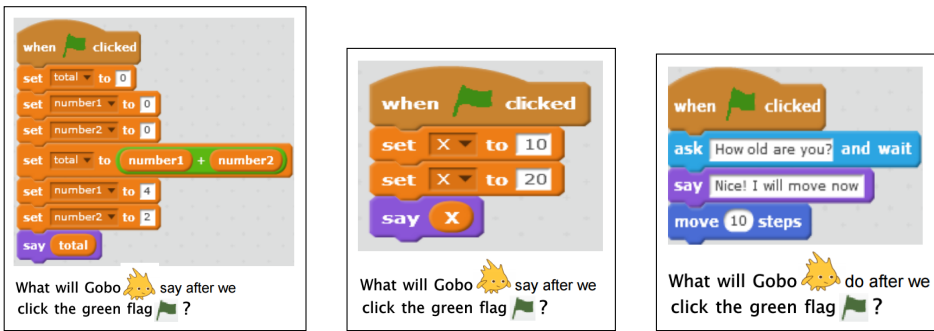 when clicked
set total to 0
set number1 to 0
set number2 to 0
set total to number1 + number2
set number1 to 4
set number2 to 2
say total
What will Gobo say after we
click the green flag ?
when clicked
set X to 10
set X to 20
say X
What will Gobo say after we
click the green flag ?
when clicked
ask How old are you? and wait
say Nice! I will move now
move 10 steps
What will Gobo do after we
click the green flag ?